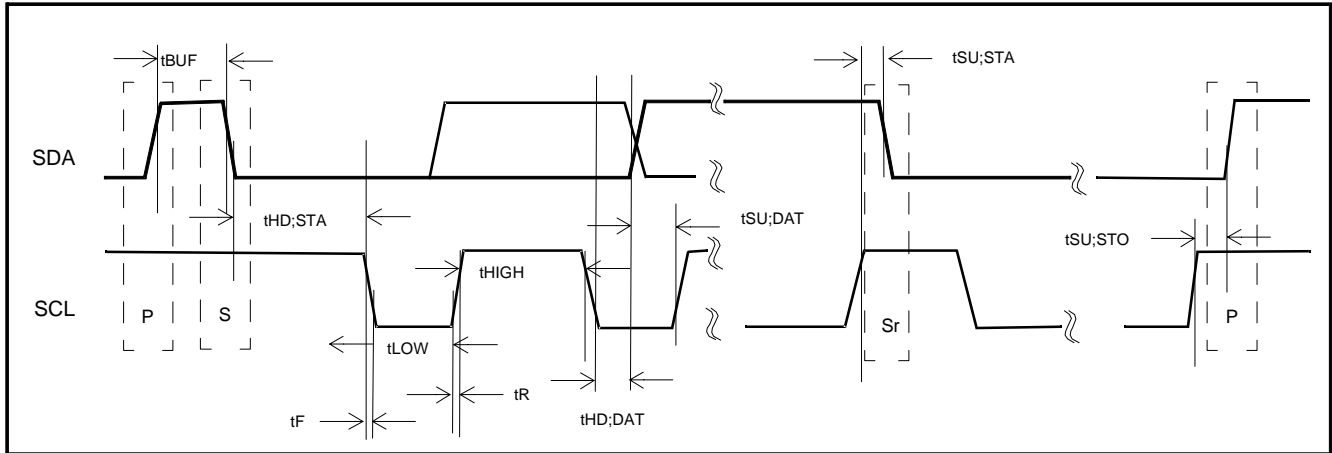 tBUF
tSU;STA
SDA
tHD;STA
tSU;DAT
tSU;STO
tHIGH
SCL
P
S
Sr
P
tLOW
tR
tF
tHD;DAT